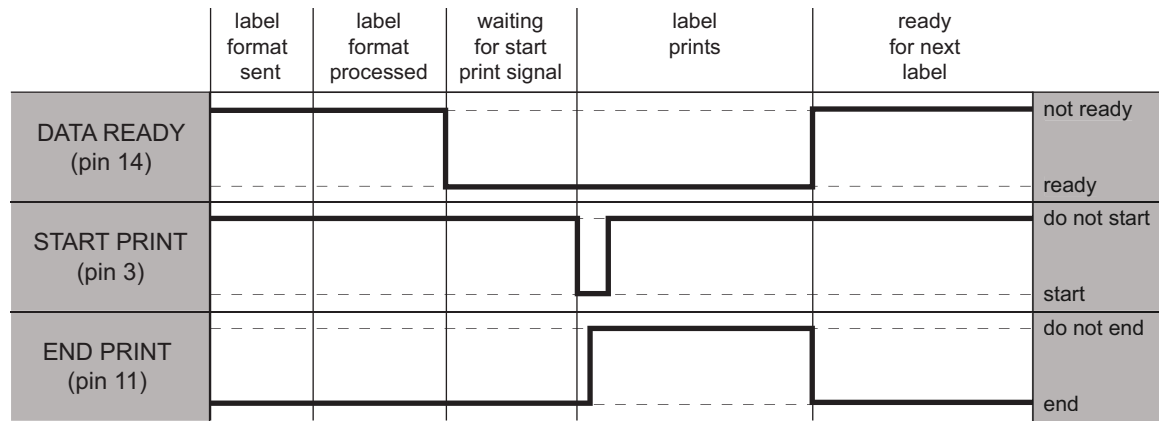 label
format
sent
label
format
processed
waiting
for start
print signal
label
prints
ready
for next
label
DATA READY
(pin 14)
not ready
ready
START PRINT
(pin 3)
do not start
start
END PRINT
(pin 11)
do not end
end